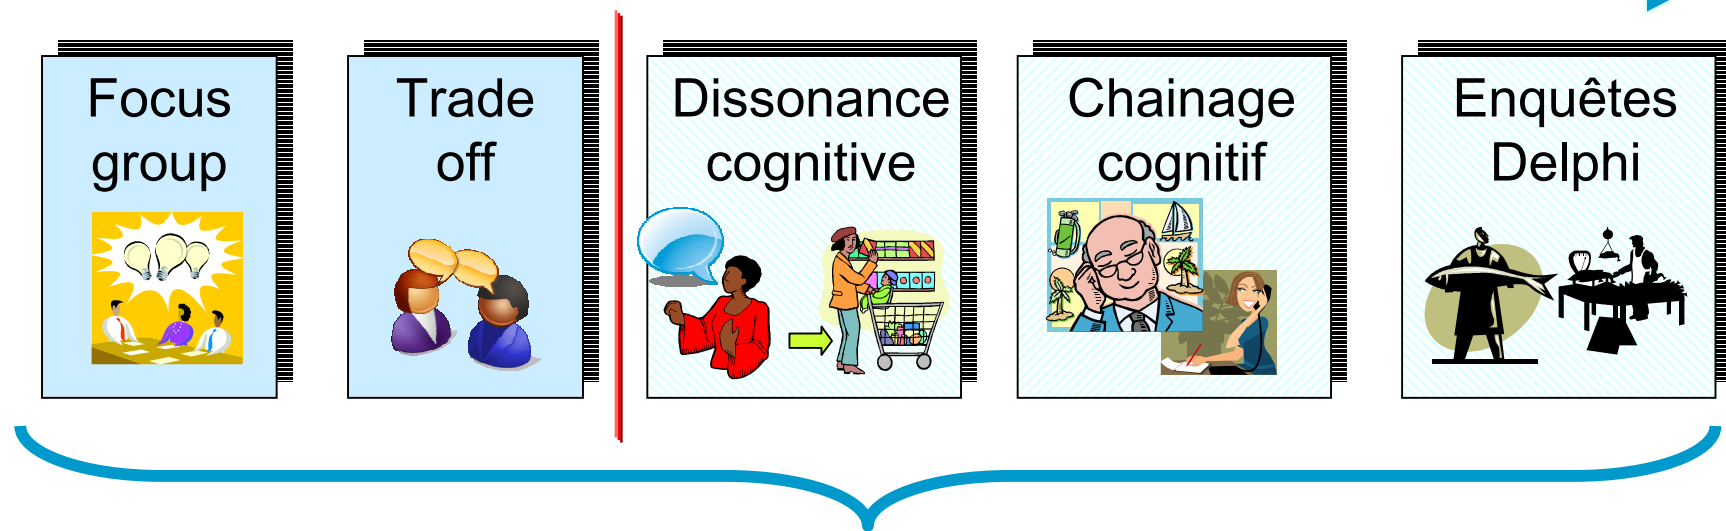 Focus
group
Trade
off
Dissonance
cognitive
Chainage
cognitif
Enquêtes
Delphi